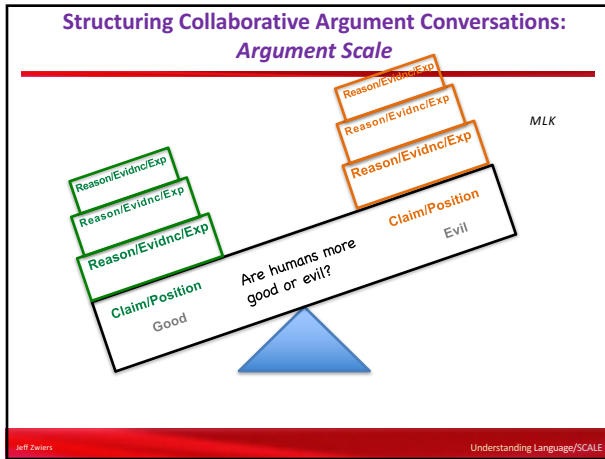 Structuring Collaborative Argument Conversations:
Argument Scale
MLK
Reason/Evidnc/Exp
Reason/Evidnc/Exp
Reason/Evidnc/Exp
Claim/Position
Good
Are humans more
good or evil?
Reason/Evidnc/Exp
Reason/Evidnc/Exp
Reason/Evidnc/Exp
Claim/Position
Evil
Jeff Zwiers
Understanding Language/SCALE